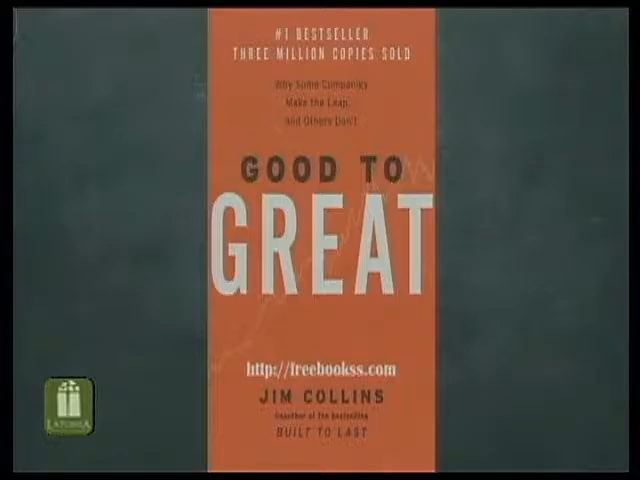 #1 BESTSELLER
THREE MILLION COPIES SOLD
Why Some Companies
Make the Leap...
and Others Don't
GOOD TO
GREAT
http://freebookss.com
JIM COLLINS
Coauthor of the bestselling
BUILT TO LAST
LATONIA